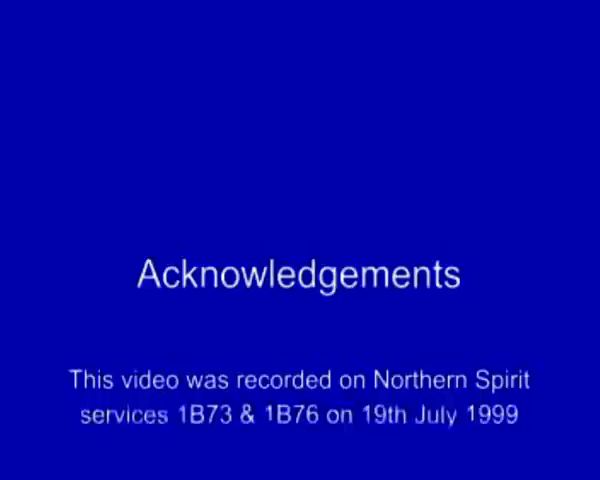 Acknowledgements
This video was recorded on Northern Spirit
services 1B73 & 1B76 on 19th July 1999